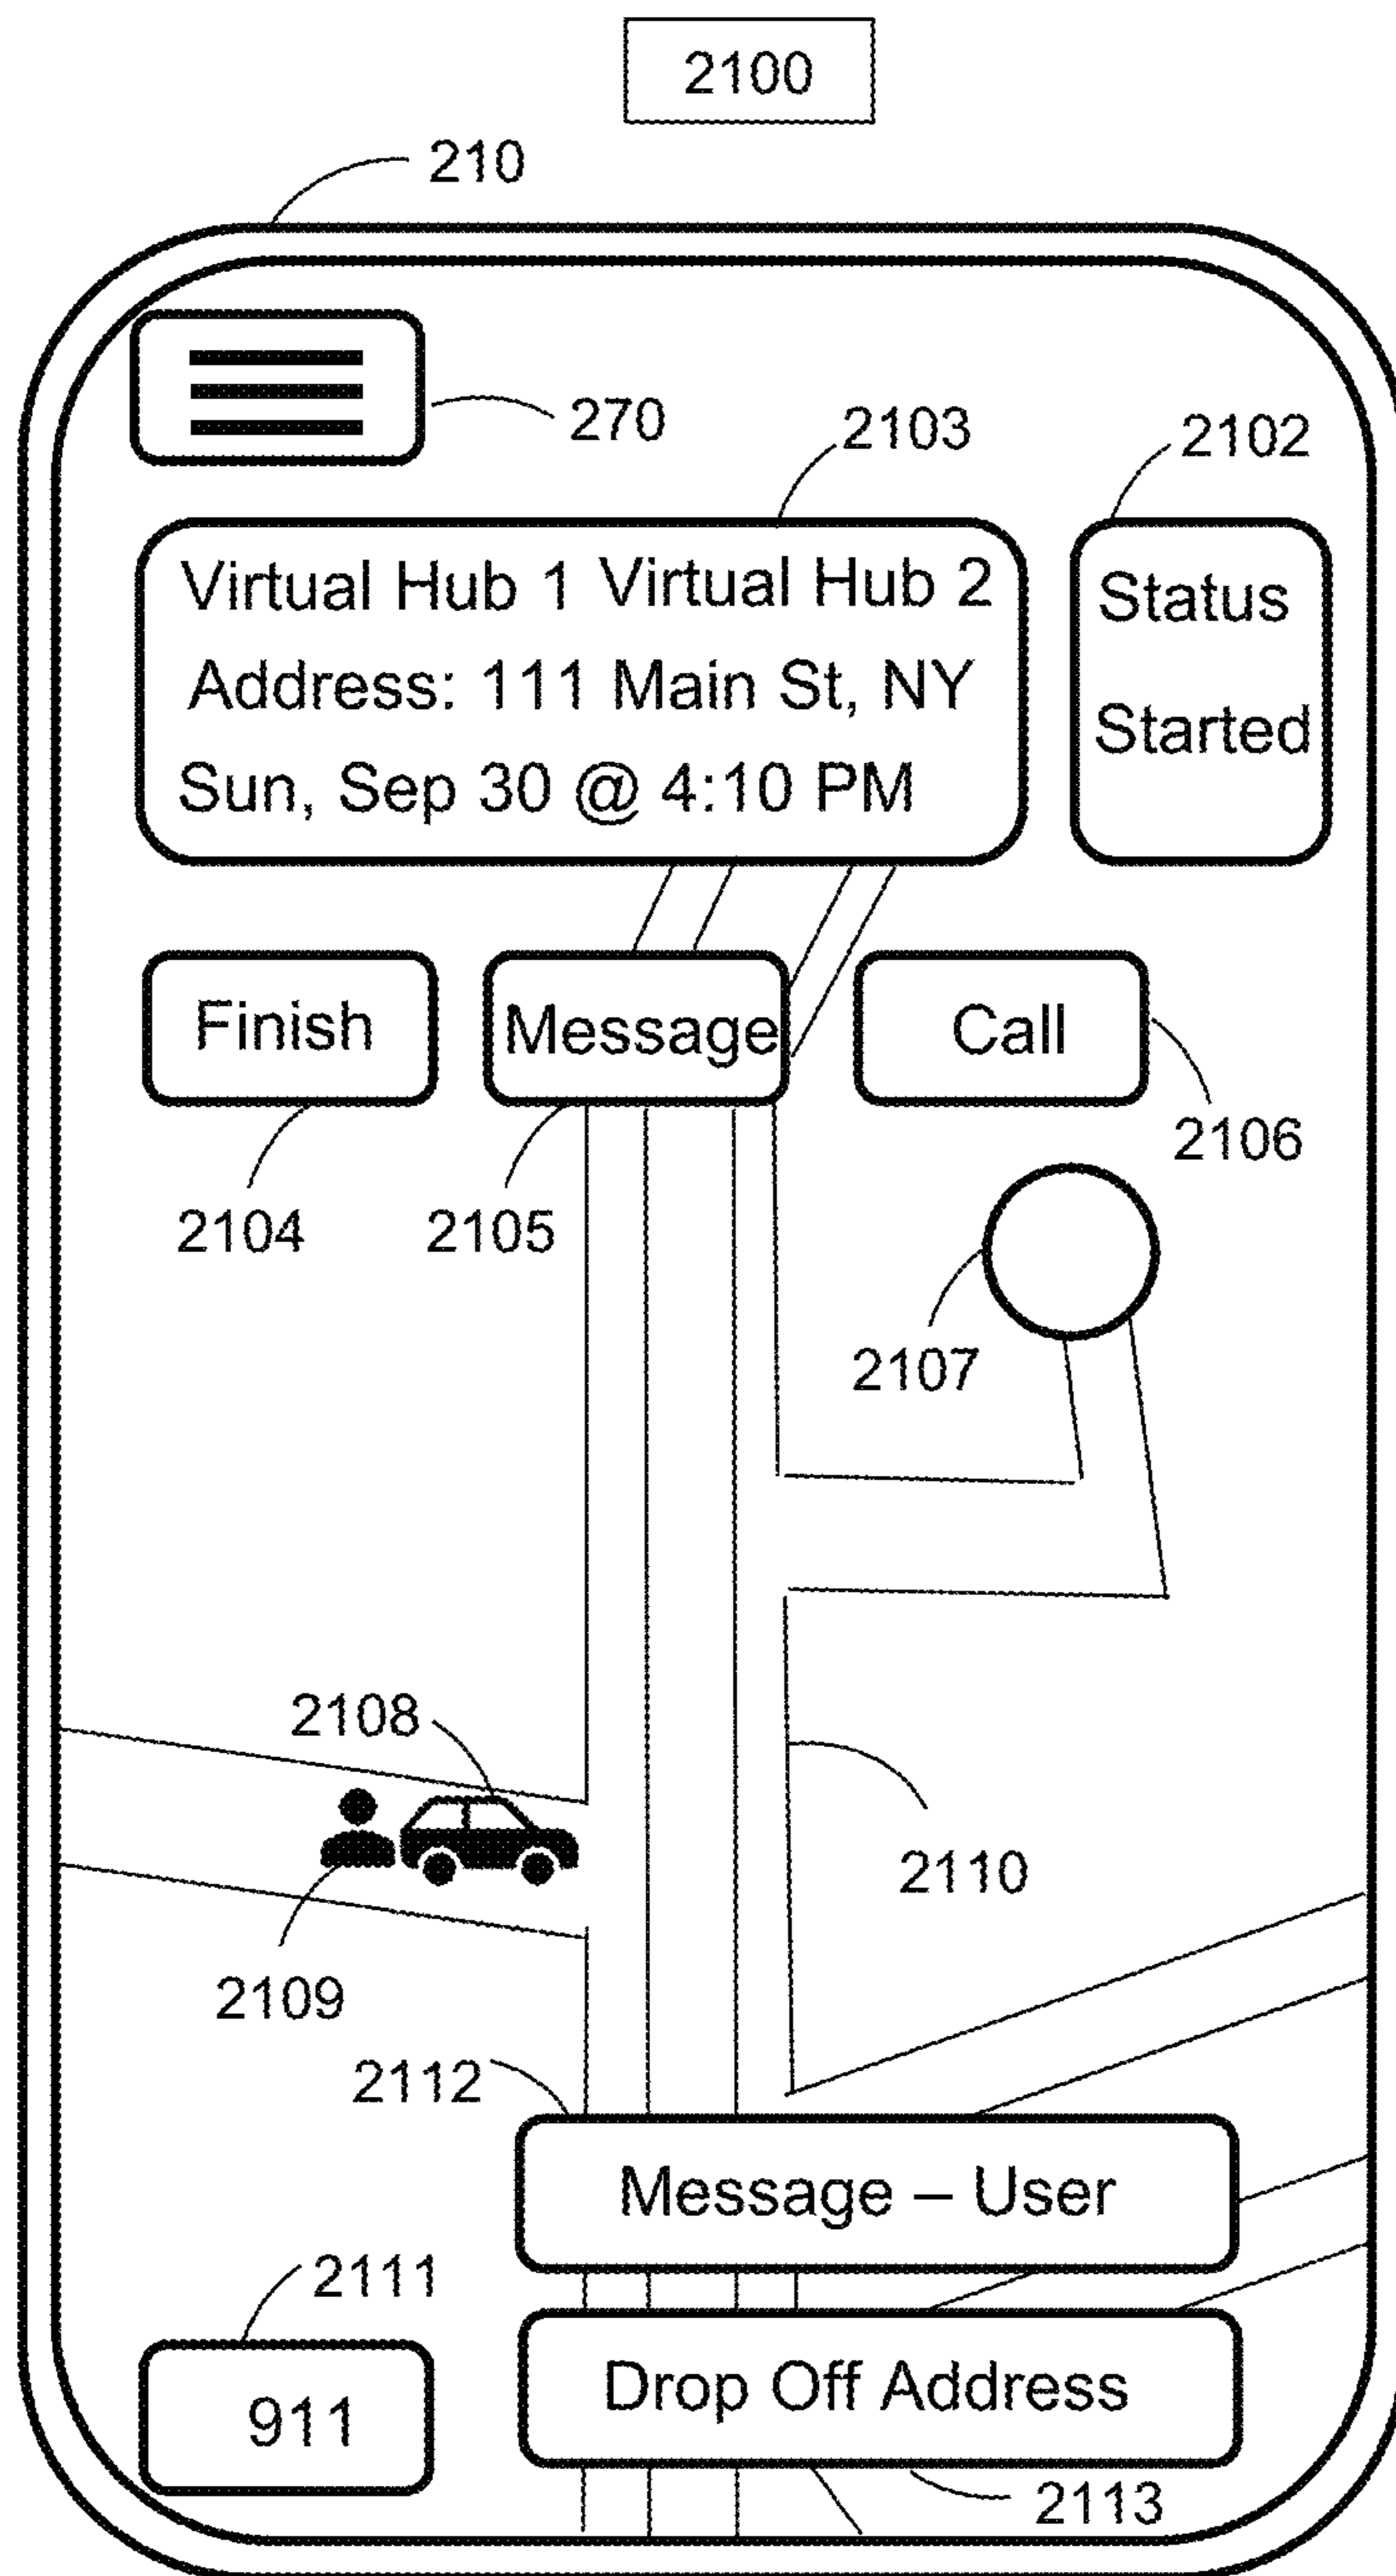 2100
210
270
2103
2102
Virtual Hub 1 Virtual Hub 2
Address: 111 Main St, NY
Sun, Sep 30 @ 4:10 PM
Status
Started
Finish
Message
Call
2106
2104
2105
2107
2108
2110
2109
2112
Message – User
2111
911
Drop Off Address
2113